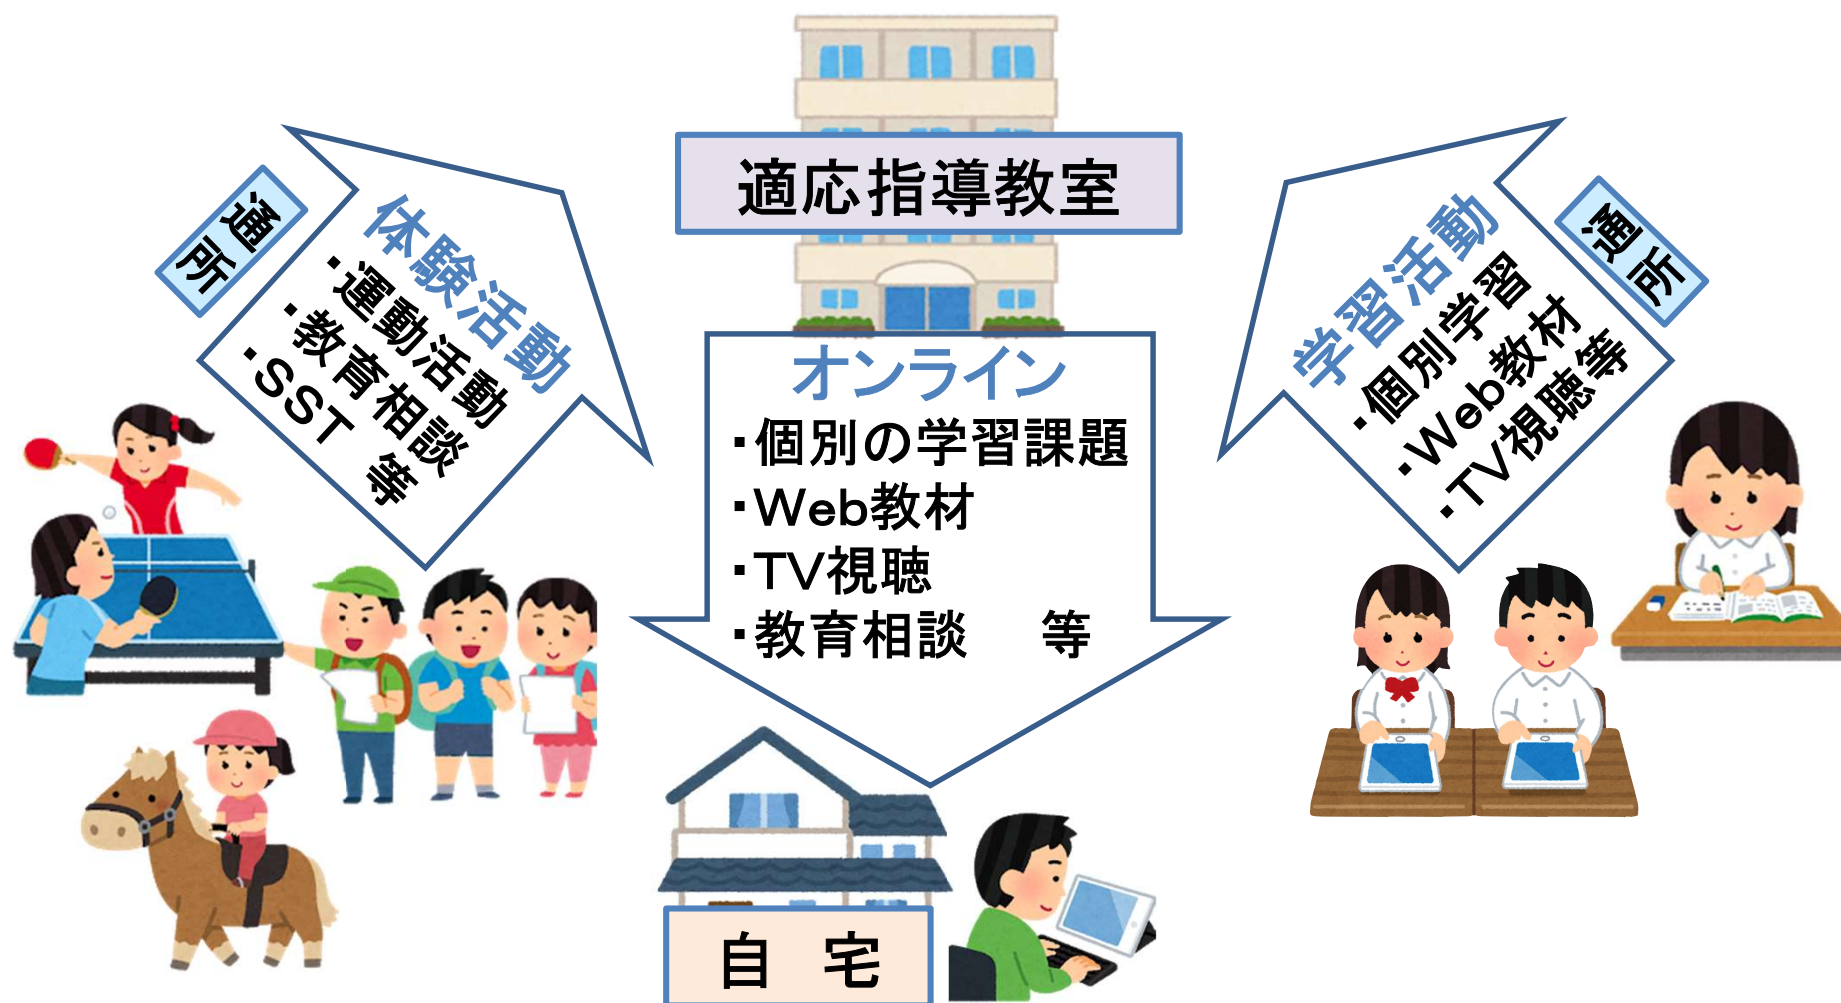 適応指導教室
通所
体験活動
・運動活動
・教育相談
・SST 等
オンライン
・個別の学習課題
・Web教材
・TV視聴
・教育相談　等
通所
学習活動
・個別学習
・Web教材
・TV視聴等
自　宅